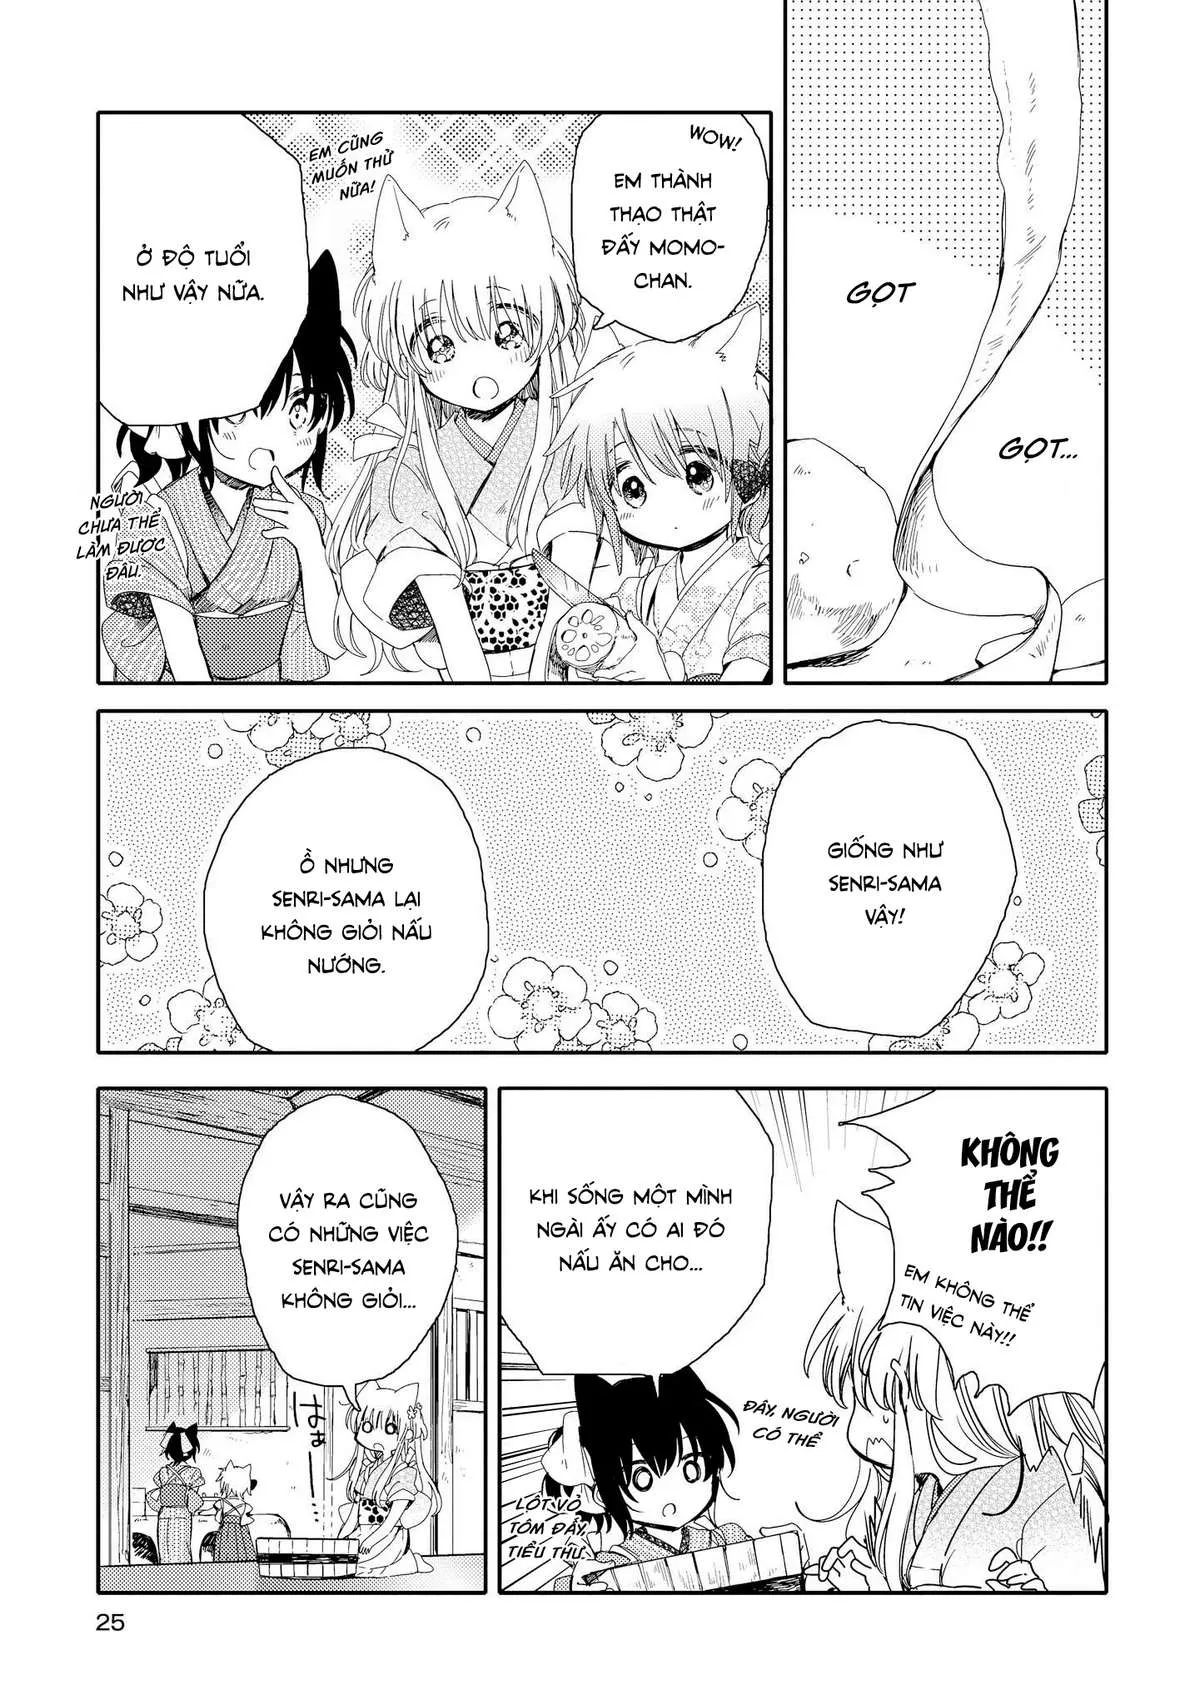 GỌT
GỌT...
WOW!
EM THÀNH
THẠO THẬT
ĐẤY MOMO-
CHAN.
EM CŨNG
MUỐN THỬ
NỮA!
Ở ĐỘ TUỔI
NHƯ VẬY NỮA.
NGƯỜI
CHƯA THỂ
LÀM ĐƯỢC
ĐÂU.
GIỐNG NHƯ
SENRI-SAMA
VẬY!
Ồ NHƯNG
SENRI-SAMA LẠI
KHÔNG GIỎI NẤU
NƯỚNG.
KHÔNG
THỂ
NÀO!!
EM KHÔNG THỂ
TIN VIỆC NÀY!!
KHI SỐNG MỘT MÌNH
NGÀI ẤY CÓ AI ĐÓ
NẤU ĂN CHO...
ĐÂY, NGƯỜI
CÓ THỂ
LỘT VỎ
TÔM ĐẤY,
TIỂU THƯ.
VẬY RA CŨNG
CÓ NHỮNG VIỆC
SENRI-SAMA
KHÔNG GIỎI...
はぁー
25